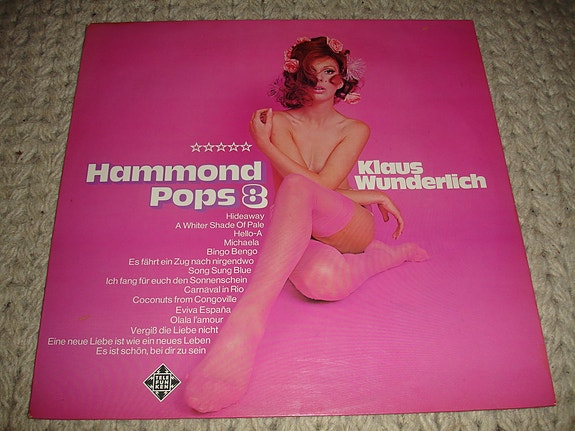 ☆☆☆☆☆
Hammond
Pops 8
Klaus
Wunderlich
Hideaway
A Whiter Shade Of Pale
Hello-A
Michaela
Bingo Bengo
Es fährt ein Zug nach nirgendwo
Song Sung Blue
Ich fang für euch den Sonnenschein
Carnaval in Rio
Coconuts from Congoville
Eviva España
Olala l'amour
Vergiß die Liebe nicht
Eine neue Liebe ist wie ein neues Leben
Es ist schön, bei dir zu sein
TELE
FUN
KEN